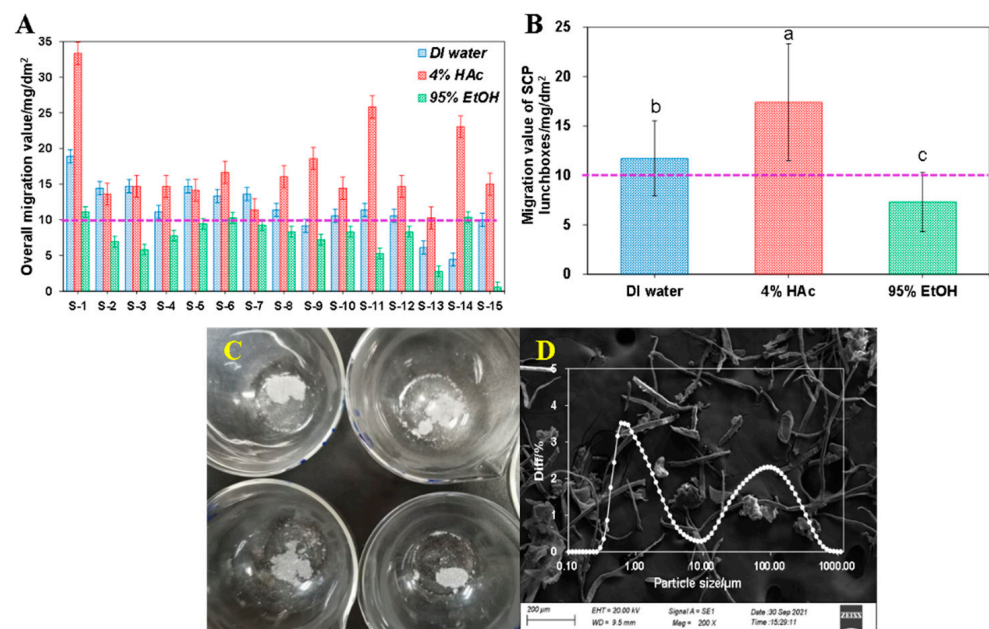 A
Overall migration value/mg/dm²
35
30
25
20
15
10
5
0
DI water
4% HAc
95% EtOH
S-1 S-2 S-3 S-4 S-5 S-6 S-7 S-8 S-9 S-10 S-11 S-12 S-13 S-14 S-15
B
Migration value of SCP
lunchboxes/mg/dm²
25
20
15
10
5
0
b
a
c
DI water 4% HAc 95% EtOH
C
D
Diff/%
5
4
3
2
1
0
0.10 1.00 10.00 100.00 1000.00
Particle size/μm
200 μm
EHT = 20.00 kV Signal A = SE1 Date :30 Sep 2021
WD = 9.5 mm Mag = 200 X Time :15:29:11
ZEISS